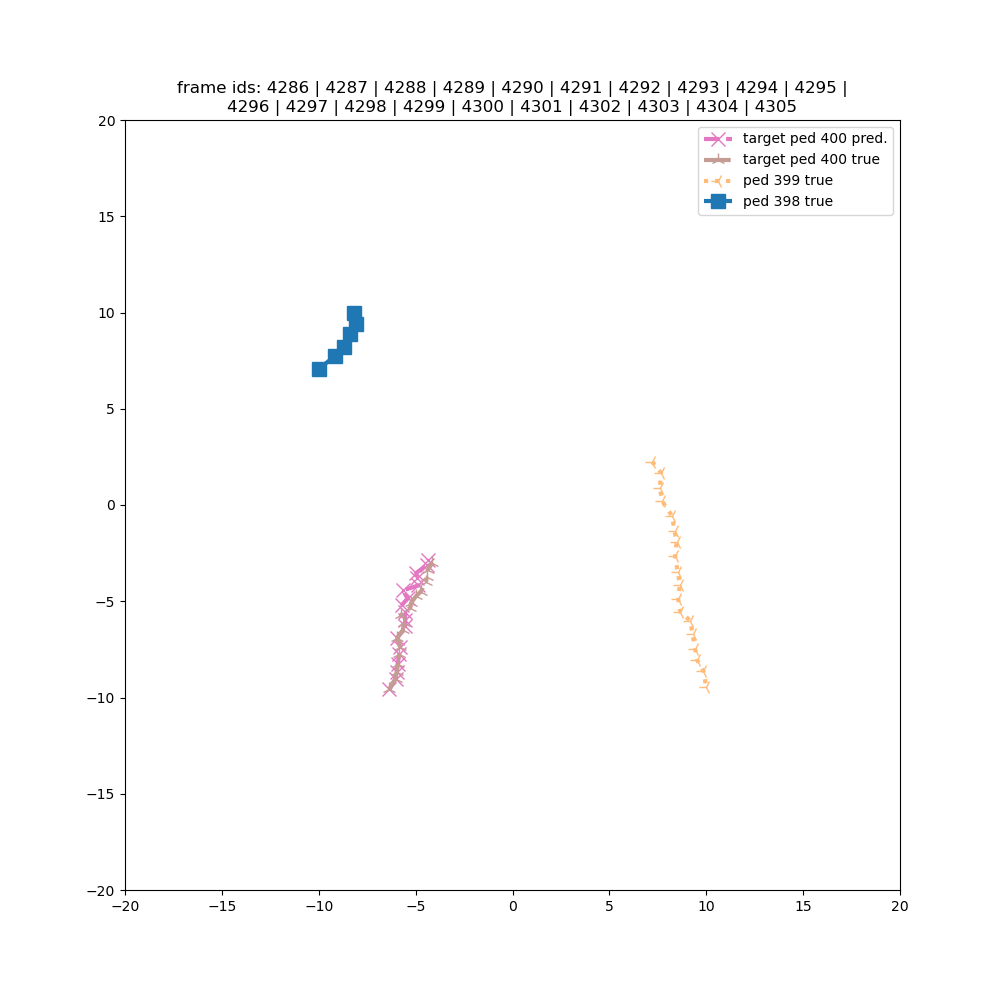 frame ids: 4286 | 4287 | 4288 | 4289 | 4290 | 4291 | 4292 | 4293 | 4294 | 4295 |
4296 | 4297 | 4298 | 4299 | 4300 | 4301 | 4302 | 4303 | 4304 | 4305
target ped 400 pred.
target ped 400 true
ped 399 true
ped 398 true
20
15
10
5
0
−5
−10
−15
−20
−20 −15 −10 −5 0 5 10 15 20